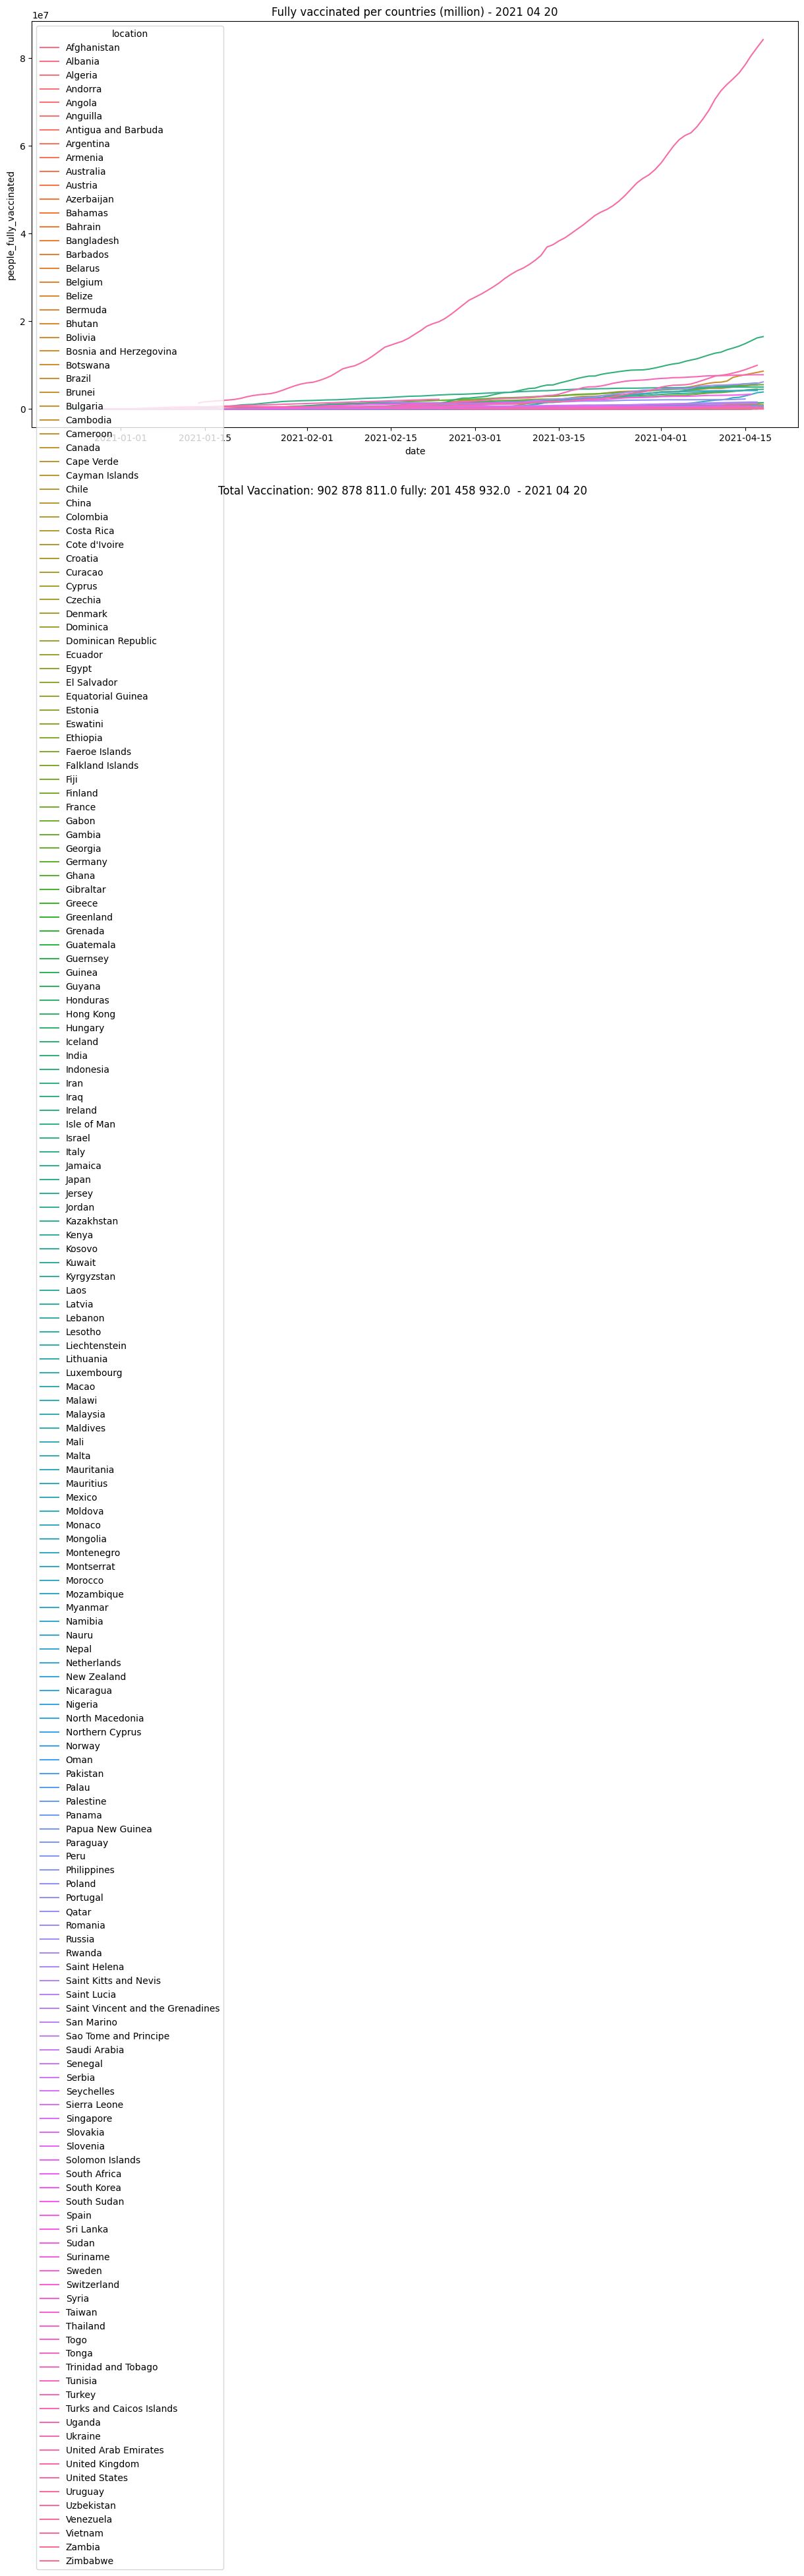 Fully vaccinated per countries (million) - 2021 04 20
1e7
8
6
4
2
0
people_fully_vaccinated
2021-01-01
2021-01-15
2021-02-01
2021-02-15
2021-03-01
2021-03-15
2021-04-01
2021-04-15
date
location
Afghanistan
Albania
Algeria
Andorra
Angola
Anguilla
Antigua and Barbuda
Argentina
Armenia
Australia
Austria
Azerbaijan
Bahamas
Bahrain
Bangladesh
Barbados
Belarus
Belgium
Belize
Bermuda
Bhutan
Bolivia
Bosnia and Herzegovina
Botswana
Brazil
Brunei
Bulgaria
Cambodia
Cameroon
Canada
Cape Verde
Cayman Islands
Chile
China
Colombia
Costa Rica
Cote d'Ivoire
Croatia
Curacao
Cyprus
Czechia
Denmark
Dominica
Dominican Republic
Ecuador
Egypt
El Salvador
Equatorial Guinea
Estonia
Eswatini
Ethiopia
Faeroe Islands
Falkland Islands
Fiji
Finland
France
Gabon
Gambia
Georgia
Germany
Ghana
Gibraltar
Greece
Greenland
Grenada
Guatemala
Guernsey
Guinea
Guyana
Honduras
Hong Kong
Hungary
Iceland
India
Indonesia
Iran
Iraq
Ireland
Isle of Man
Israel
Italy
Jamaica
Japan
Jersey
Jordan
Kazakhstan
Kenya
Kosovo
Kuwait
Kyrgyzstan
Laos
Latvia
Lebanon
Lesotho
Liechtenstein
Lithuania
Luxembourg
Macao
Malawi
Malaysia
Maldives
Mali
Malta
Mauritania
Mauritius
Mexico
Moldova
Monaco
Mongolia
Montenegro
Montserrat
Morocco
Mozambique
Myanmar
Namibia
Nauru
Nepal
Netherlands
New Zealand
Nicaragua
Nigeria
North Macedonia
Northern Cyprus
Norway
Oman
Pakistan
Palau
Palestine
Panama
Papua New Guinea
Paraguay
Peru
Philippines
Poland
Portugal
Qatar
Romania
Russia
Rwanda
Saint Helena
Saint Kitts and Nevis
Saint Lucia
Saint Vincent and the Grenadines
San Marino
Sao Tome and Principe
Saudi Arabia
Senegal
Serbia
Seychelles
Sierra Leone
Singapore
Slovakia
Slovenia
Solomon Islands
South Africa
South Korea
South Sudan
Spain
Sri Lanka
Sudan
Suriname
Sweden
Switzerland
Syria
Taiwan
Thailand
Togo
Tonga
Trinidad and Tobago
Tunisia
Turkey
Turks and Caicos Islands
Uganda
Ukraine
United Arab Emirates
United Kingdom
United States
Uruguay
Uzbekistan
Venezuela
Vietnam
Zambia
Zimbabwe
Total Vaccination: 902 878 811.0 fully: 201 458 932.0  - 2021 04 20